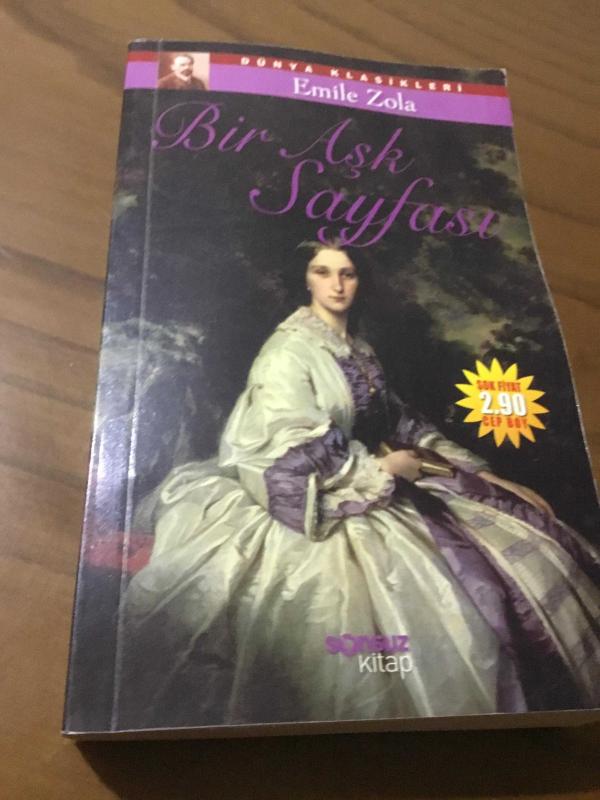 DÜNYA KLASİKLERİ
Emile Zola
Bir Aşk
Sayfası
ŞOK FİYAT
2.90
CEP BOY
sonsuz
kitap